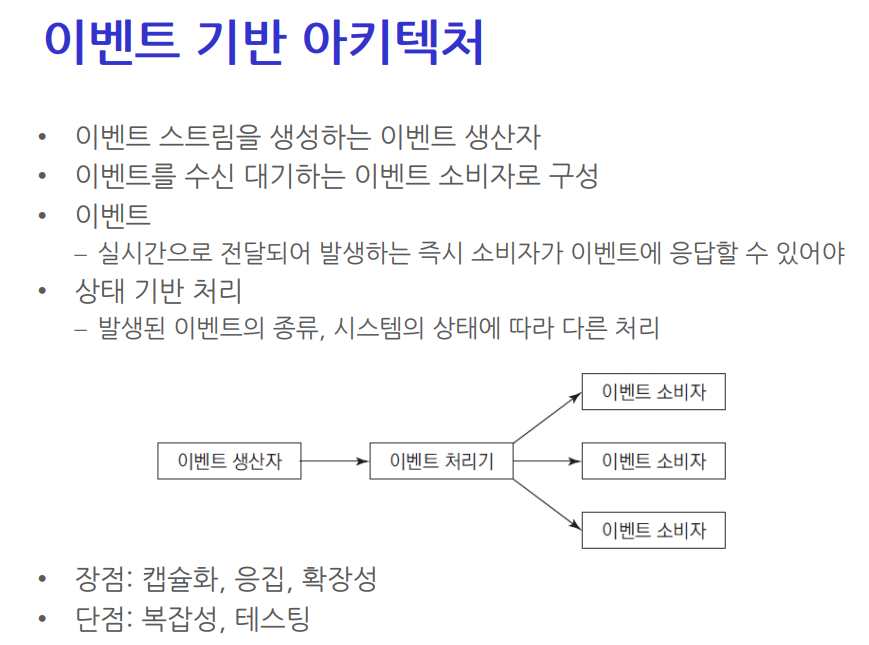 이벤트 기반 아키텍처
• 이벤트 스트림을 생성하는 이벤트 생산자
• 이벤트를 수신 대기하는 이벤트 소비자로 구성
• 이벤트
– 실시간으로 전달되어 발생하는 즉시 소비자가 이벤트에 응답할 수 있어야
• 상태 기반 처리
– 발생된 이벤트의 종류, 시스템의 상태에 따라 다른 처리
이벤트 소비자
이벤트 생산자
이벤트 처리기
이벤트 소비자
이벤트 소비자
• 장점: 캡슐화, 응집, 확장성
• 단점: 복잡성, 테스팅